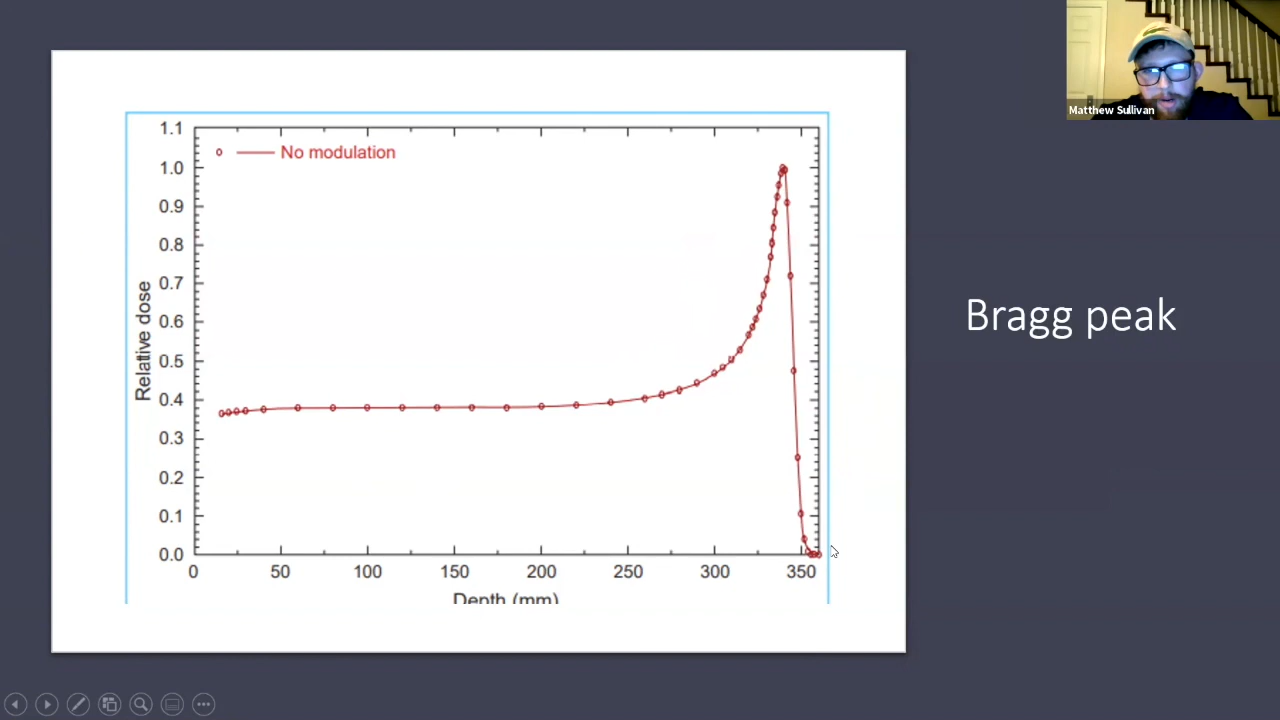 Matthew Sullivan
No modulation
1.1
1.0
0.9
0.8
0.7
0.6
0.5
0.4
0.3
0.2
0.1
0.0
Relative dose
0 50 100 150 200 250 300 350
Depth (mm)
Bragg peak